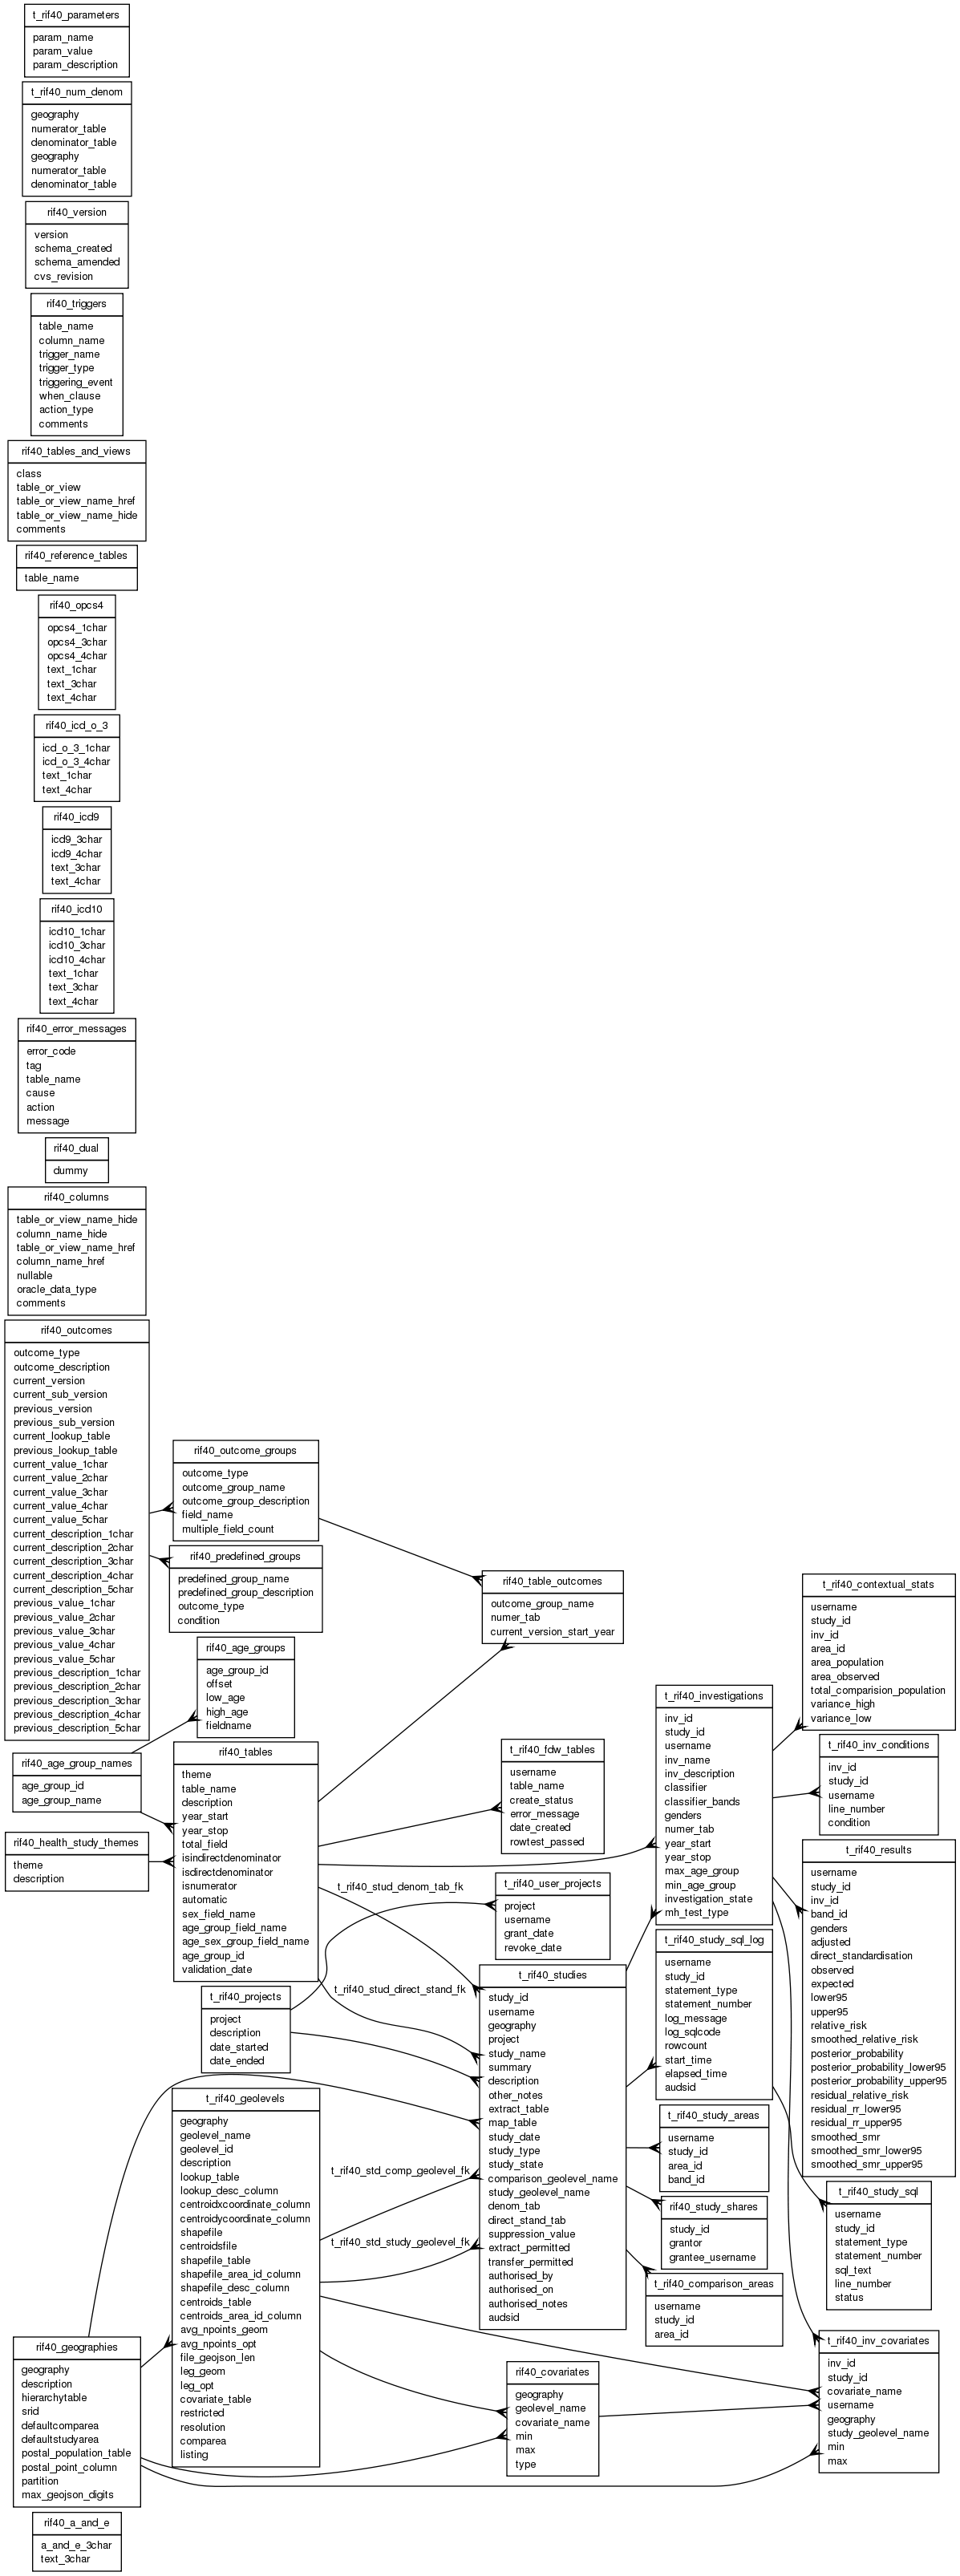 t_rif40_parameters
param_name
param_value
param_description
t_rif40_num_denom
geography
numerator_table
denominator_table
geography
numerator_table
denominator_table
rif40_version
version
schema_created
schema_amended
cvs_revision
rif40_triggers
table_name
column_name
trigger_name
trigger_type
triggering_event
when_clause
action_type
comments
rif40_tables_and_views
class
table_or_view
table_or_view_name_href
table_or_view_name_hide
comments
rif40_reference_tables
table_name
rif40_opcs4
opcs4_1char
opcs4_3char
opcs4_4char
text_1char
text_3char
text_4char
rif40_icd_o_3
icd_o_3_1char
icd_o_3_4char
text_1char
text_4char
rif40_icd9
icd9_3char
icd9_4char
text_3char
text_4char
rif40_icd10
icd10_1char
icd10_3char
icd10_4char
text_1char
text_3char
text_4char
rif40_error_messages
error_code
tag
table_name
cause
action
message
rif40_dual
dummy
rif40_columns
table_or_view_name_hide
column_name_hide
table_or_view_name_href
column_name_href
nullable
oracle_data_type
comments
rif40_outcomes
outcome_type
outcome_description
current_version
current_sub_version
previous_version
previous_sub_version
current_lookup_table
previous_lookup_table
current_value_1char
current_value_2char
current_value_3char
current_value_4char
current_value_5char
current_description_1char
current_description_2char
current_description_3char
current_description_4char
current_description_5char
previous_value_1char
previous_value_2char
previous_value_3char
previous_value_4char
previous_value_5char
previous_description_1char
previous_description_2char
previous_description_3char
previous_description_4char
previous_description_5char
rif40_age_group_names
age_group_id
age_group_name
rif40_health_study_themes
theme
description
rif40_geographies
geography
description
hierarchytable
srid
defaultcomparea
defaultstudyarea
postal_population_table
postal_point_column
partition
max_geojson_digits
rif40_a_and_e
a_and_e_3char
text_3char
rif40_outcome_groups
outcome_type
outcome_group_name
outcome_group_description
field_name
multiple_field_count
rif40_predefined_groups
predefined_group_name
predefined_group_description
outcome_type
condition
rif40_age_groups
age_group_id
offset
low_age
high_age
fieldname
rif40_tables
theme
table_name
description
year_start
year_stop
total_field
isindirectdenominator
isdirectdenominator
isnumerator
automatic
sex_field_name
age_group_field_name
age_sex_group_field_name
age_group_id
validation_date
t_rif40_projects
project
description
date_started
date_ended
t_rif40_geolevels
geography
geolevel_name
geolevel_id
description
lookup_table
lookup_desc_column
centroidxcoordinate_column
centroidycoordinate_column
shapefile
centroidsfile
shapefile_table
shapefile_area_id_column
shapefile_desc_column
centroids_table
centroids_area_id_column
avg_npoints_geom
avg_npoints_opt
file_geojson_len
leg_geom
leg_opt
covariate_table
restricted
resolution
comparea
listing
t_rif40_stud_denom_tab_fk
t_rif40_stud_direct_stand_fk
t_rif40_std_comp_geolevel_fk
t_rif40_std_study_geolevel_fk
rif40_table_outcomes
outcome_group_name
numer_tab
current_version_start_year
t_rif40_fdw_tables
username
table_name
create_status
error_message
date_created
rowtest_passed
t_rif40_user_projects
project
username
grant_date
revoke_date
t_rif40_studies
study_id
username
geography
project
study_name
summary
description
other_notes
extract_table
map_table
study_date
study_type
study_state
comparison_geolevel_name
study_geolevel_name
denom_tab
direct_stand_tab
suppression_value
extract_permitted
transfer_permitted
authorised_by
authorised_on
authorised_notes
audsid
rif40_covariates
geography
geolevel_name
covariate_name
min
max
type
t_rif40_investigations
inv_id
study_id
username
inv_name
inv_description
classifier
classifier_bands
genders
numer_tab
year_start
year_stop
max_age_group
min_age_group
investigation_state
mh_test_type
t_rif40_study_sql_log
username
study_id
statement_type
statement_number
log_message
log_sqlcode
rowcount
start_time
elapsed_time
audsid
t_rif40_study_areas
username
study_id
area_id
band_id
rif40_study_shares
study_id
grantor
grantee_username
t_rif40_comparison_areas
username
study_id
area_id
t_rif40_contextual_stats
username
study_id
inv_id
area_id
area_population
area_observed
total_comparision_population
variance_high
variance_low
t_rif40_inv_conditions
inv_id
study_id
username
line_number
condition
t_rif40_results
username
study_id
inv_id
band_id
genders
adjusted
direct_standardisation
observed
expected
lower95
upper95
relative_risk
smoothed_relative_risk
posterior_probability
posterior_probability_lower95
posterior_probability_upper95
residual_relative_risk
residual_rr_lower95
residual_rr_upper95
smoothed_smr
smoothed_smr_lower95
smoothed_smr_upper95
t_rif40_study_sql
username
study_id
statement_type
statement_number
sql_text
line_number
status
t_rif40_inv_covariates
inv_id
study_id
covariate_name
username
geography
study_geolevel_name
min
max